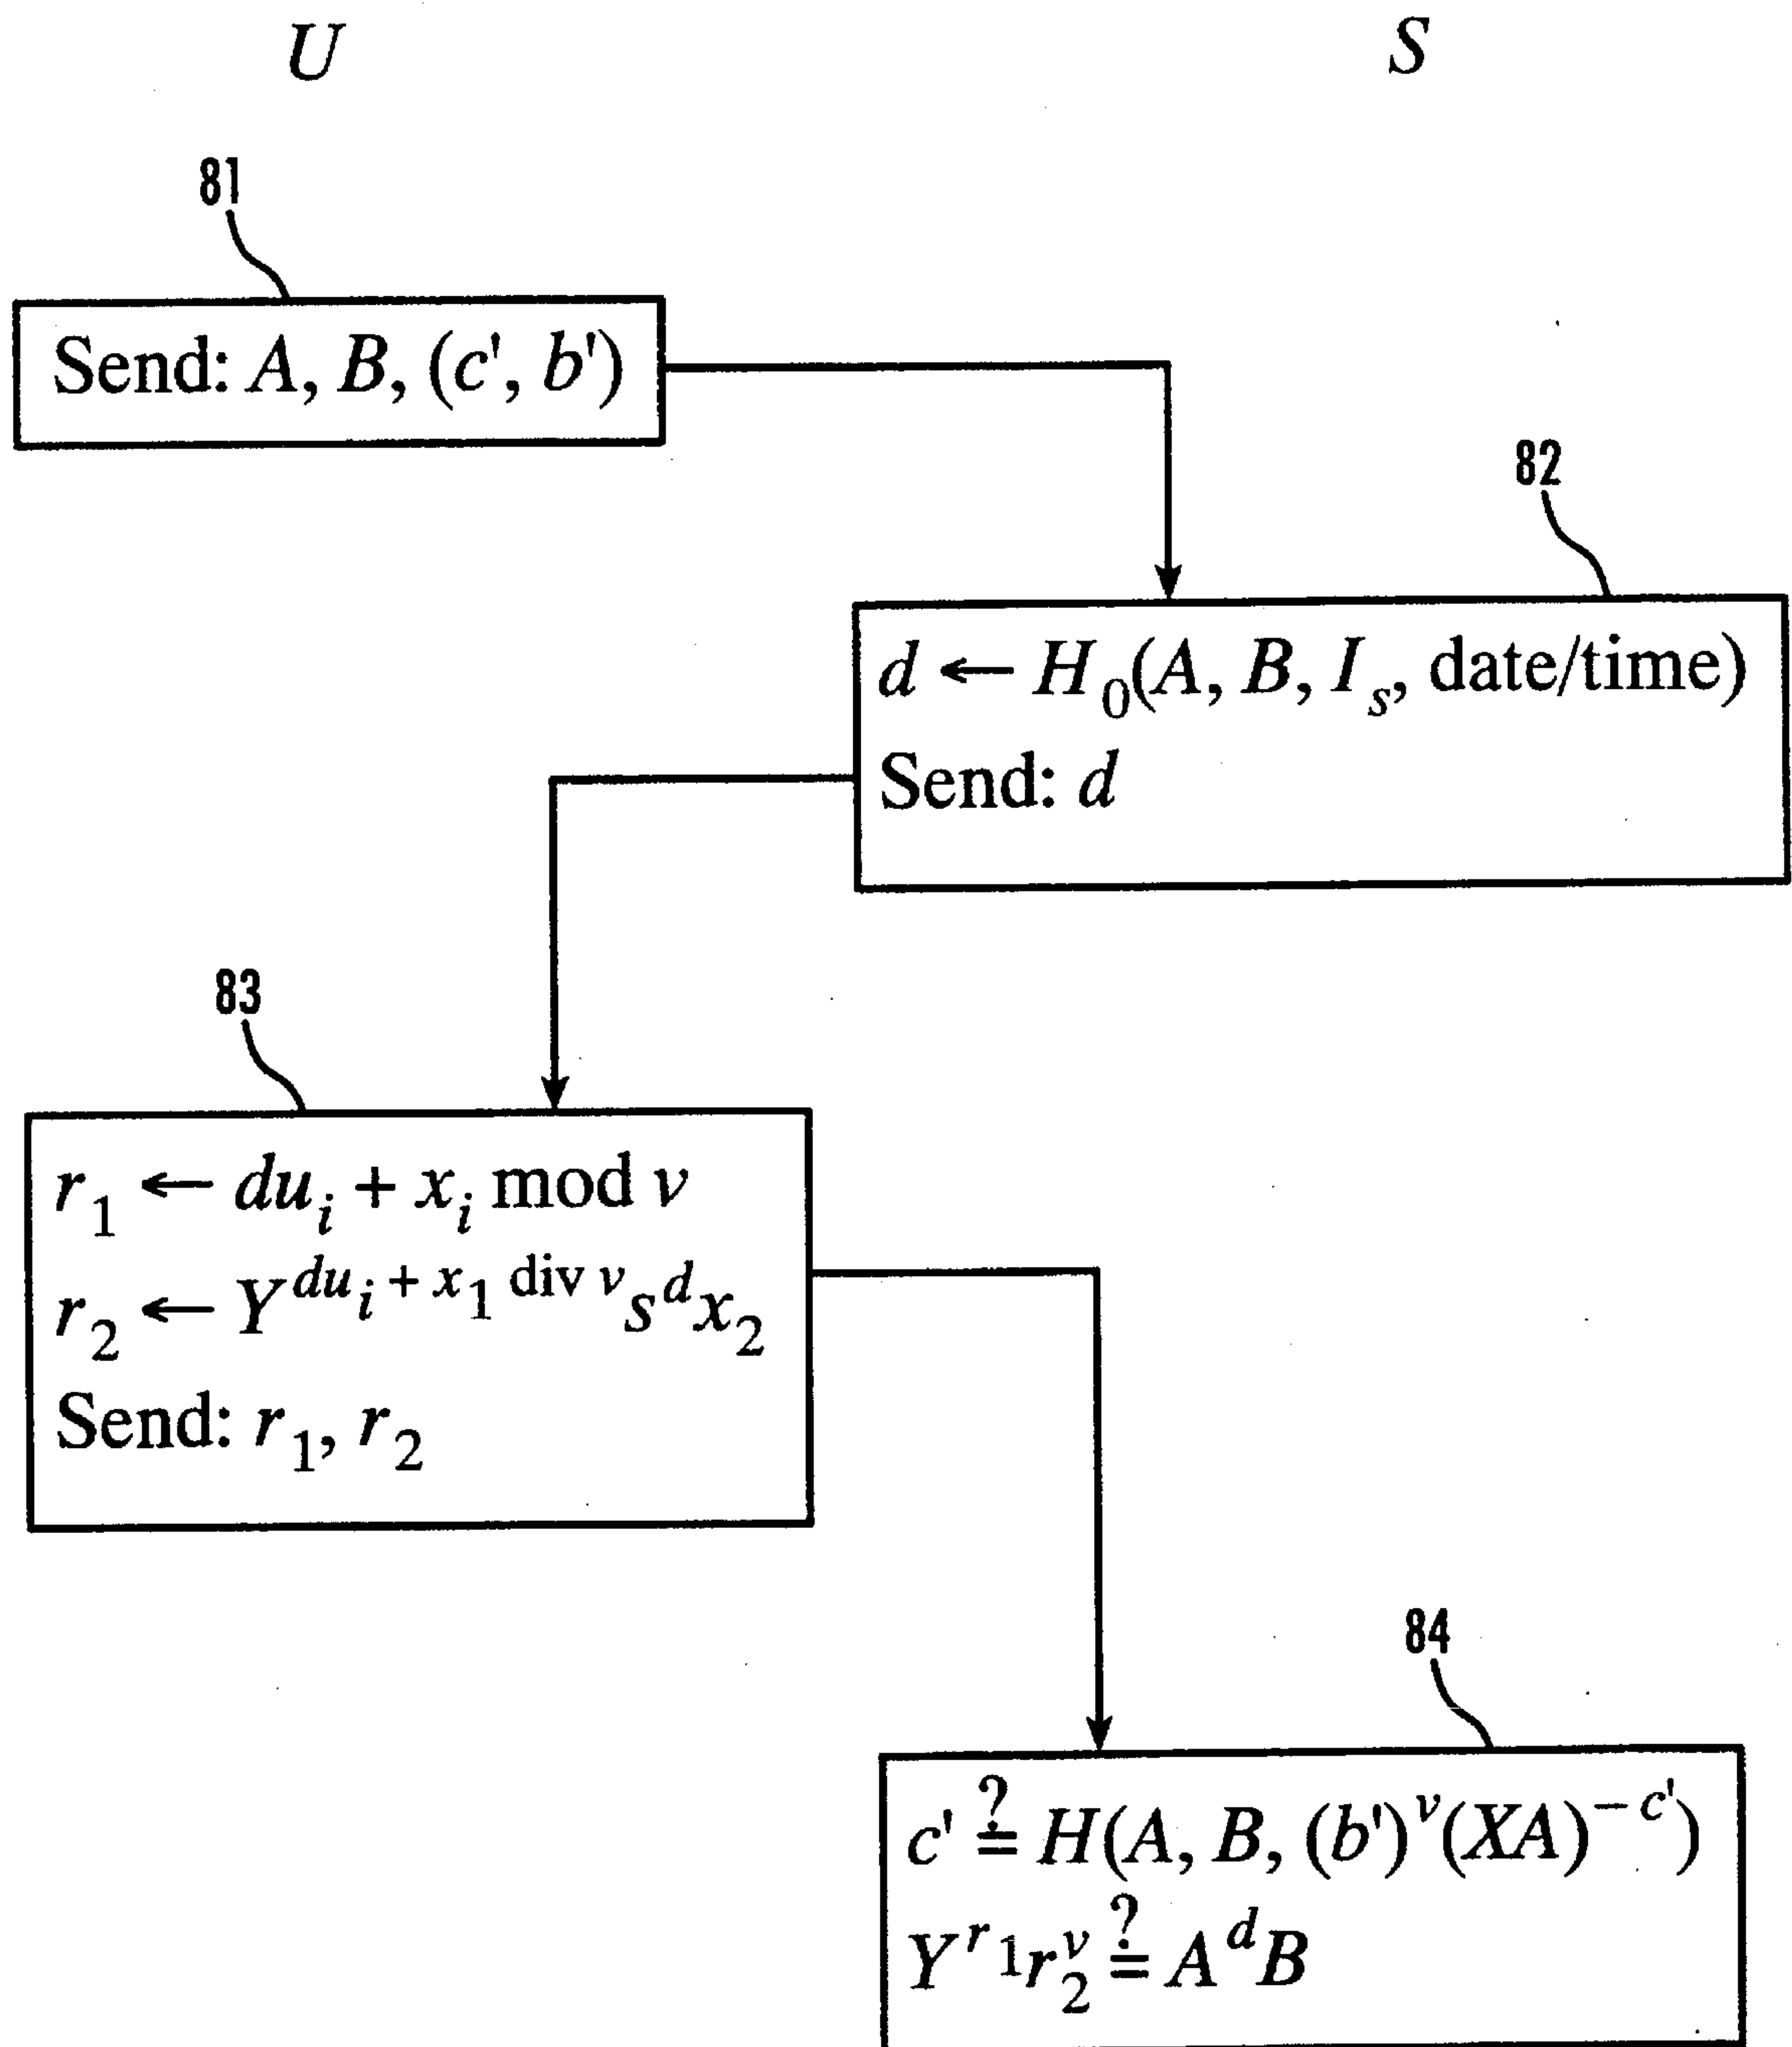 U S
81
Send: A, B, (c', b')
82
d ← H₀(A, B, Iₛ, date/time)
Send: d
83
r₁ ← duᵢ + xᵢ mod v
r₂ ← Y^{duᵢ + x₁ div v} s^d x₂
Send: r₁, r₂
84
c' ≟ H(A, B, (b')^v (XA)^{-c'})
Y^{r₁} r₂^v ≟ A^d B